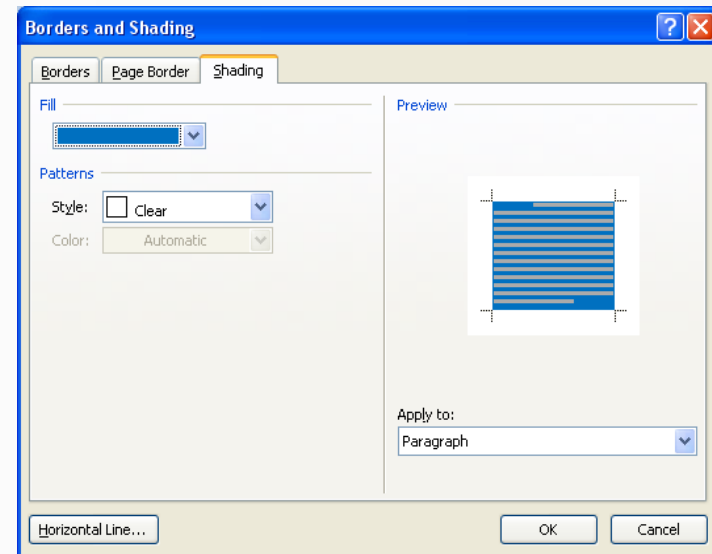 Borders and Shading
Borders Page Border Shading
Fill
Patterns
Style: Clear
Color: Automatic
Preview
Apply to:
Paragraph
Horizontal Line... OK Cancel